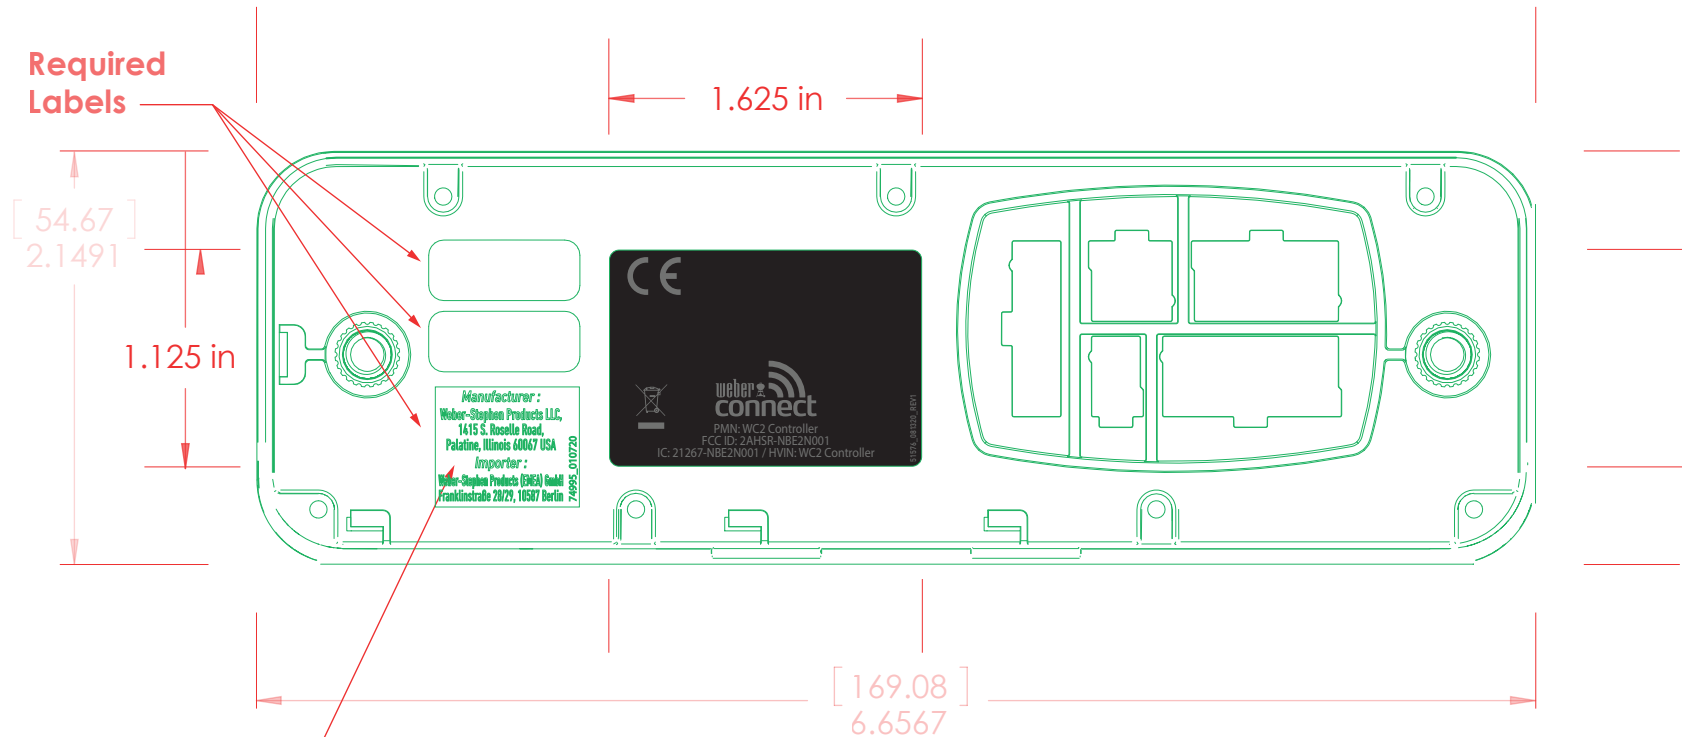 Required
Labels
1.625 in
[ 54.67 ]
2.1491
1.125 in
CE
Manufacturer :
Weber-Stephen Products LLC,
1415 S. Roselle Road,
Palatine, Illinois 60067 USA
Importer :
Weber-Stephen Products (EMEA) GmbH
Franklinstraße 28/29, 10587 Berlin
74995_010720
weber
connect
PMN: WC2 Controller
FCC ID: 2AHSR-NBE2N001
IC: 21267-NBE2N001 / HVIN: WC2 Controller
[ 169.08 ]
6.6567